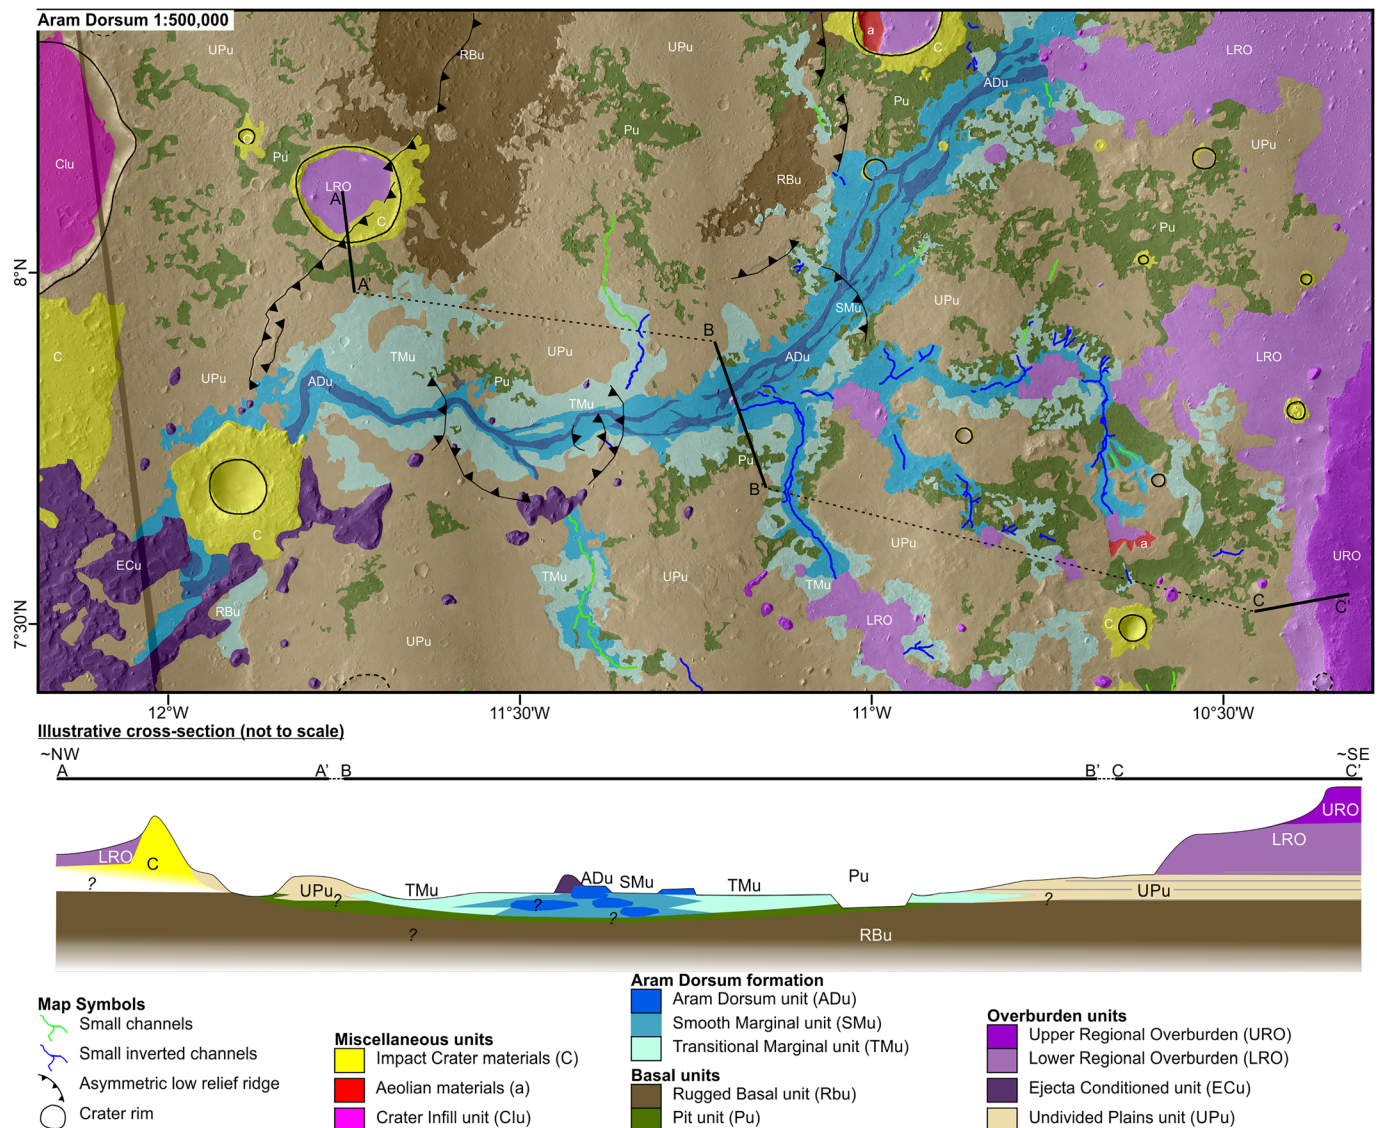 Aram Dorsum 1:500,000
UPu
RBu
UPu
a
C
ADu
LRO
Pu
Pu
C
Pu
UPu
Clu
LRO
RBu
A
C
Pu
8°N
A'
UPu
SMu
B
C
TMu
UPu
ADu
LRO
UPu
ADu
Pu
TMu
Pu
B'
C
UPu
a
ECu
TMu
UPu
TMu
URO
RBu
C
C'
LRO
C
7°30'N
UPu
12°W
11°30'W
11°W
10°30'W
Illustrative cross-section (not to scale)
~NW
~SE
A
A’
B
B’
C
C’
URO
LRO
LRO
C
?
UPu
?
TMu
ADu
SMu
TMu
Pu
UPu
?
?
?
?
RBu
Map Symbols
Small channels
Small inverted channels
Asymmetric low relief ridge
Crater rim
Miscellaneous units
Impact Crater materials (C)
Aeolian materials (a)
Crater Infill unit (Clu)
Aram Dorsum formation
Aram Dorsum unit (ADu)
Smooth Marginal unit (SMu)
Transitional Marginal unit (TMu)
Basal units
Rugged Basal unit (Rbu)
Pit unit (Pu)
Overburden units
Upper Regional Overburden (URO)
Lower Regional Overburden (LRO)
Ejecta Conditioned unit (ECu)
Undivided Plains unit (UPu)